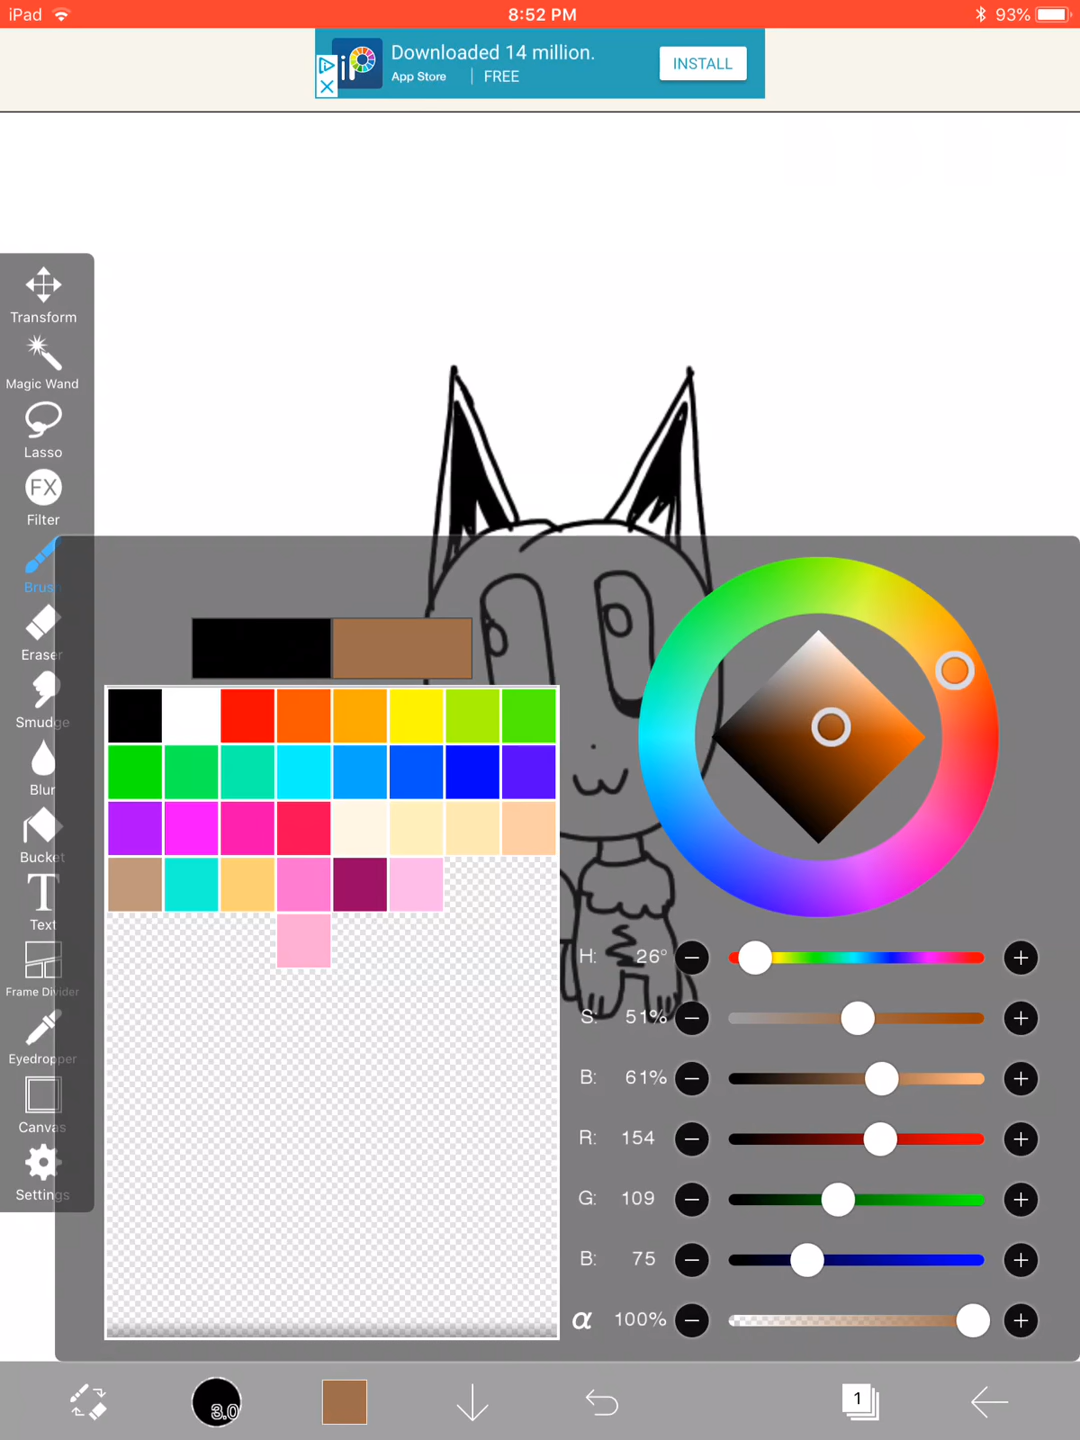 iPad
8:52 PM
93%
iP
Downloaded 14 million.
App Store | FREE
INSTALL
Transform
Magic Wand
Lasso
FX
Filter
Brush
Eraser
Smudge
Blur
Bucket
T
Text
Frame Divider
Eyedropper
Canvas
Settings
H: 26°
S: 51%
B: 61%
R: 154
G: 109
B: 75
α 100%
3.0
1